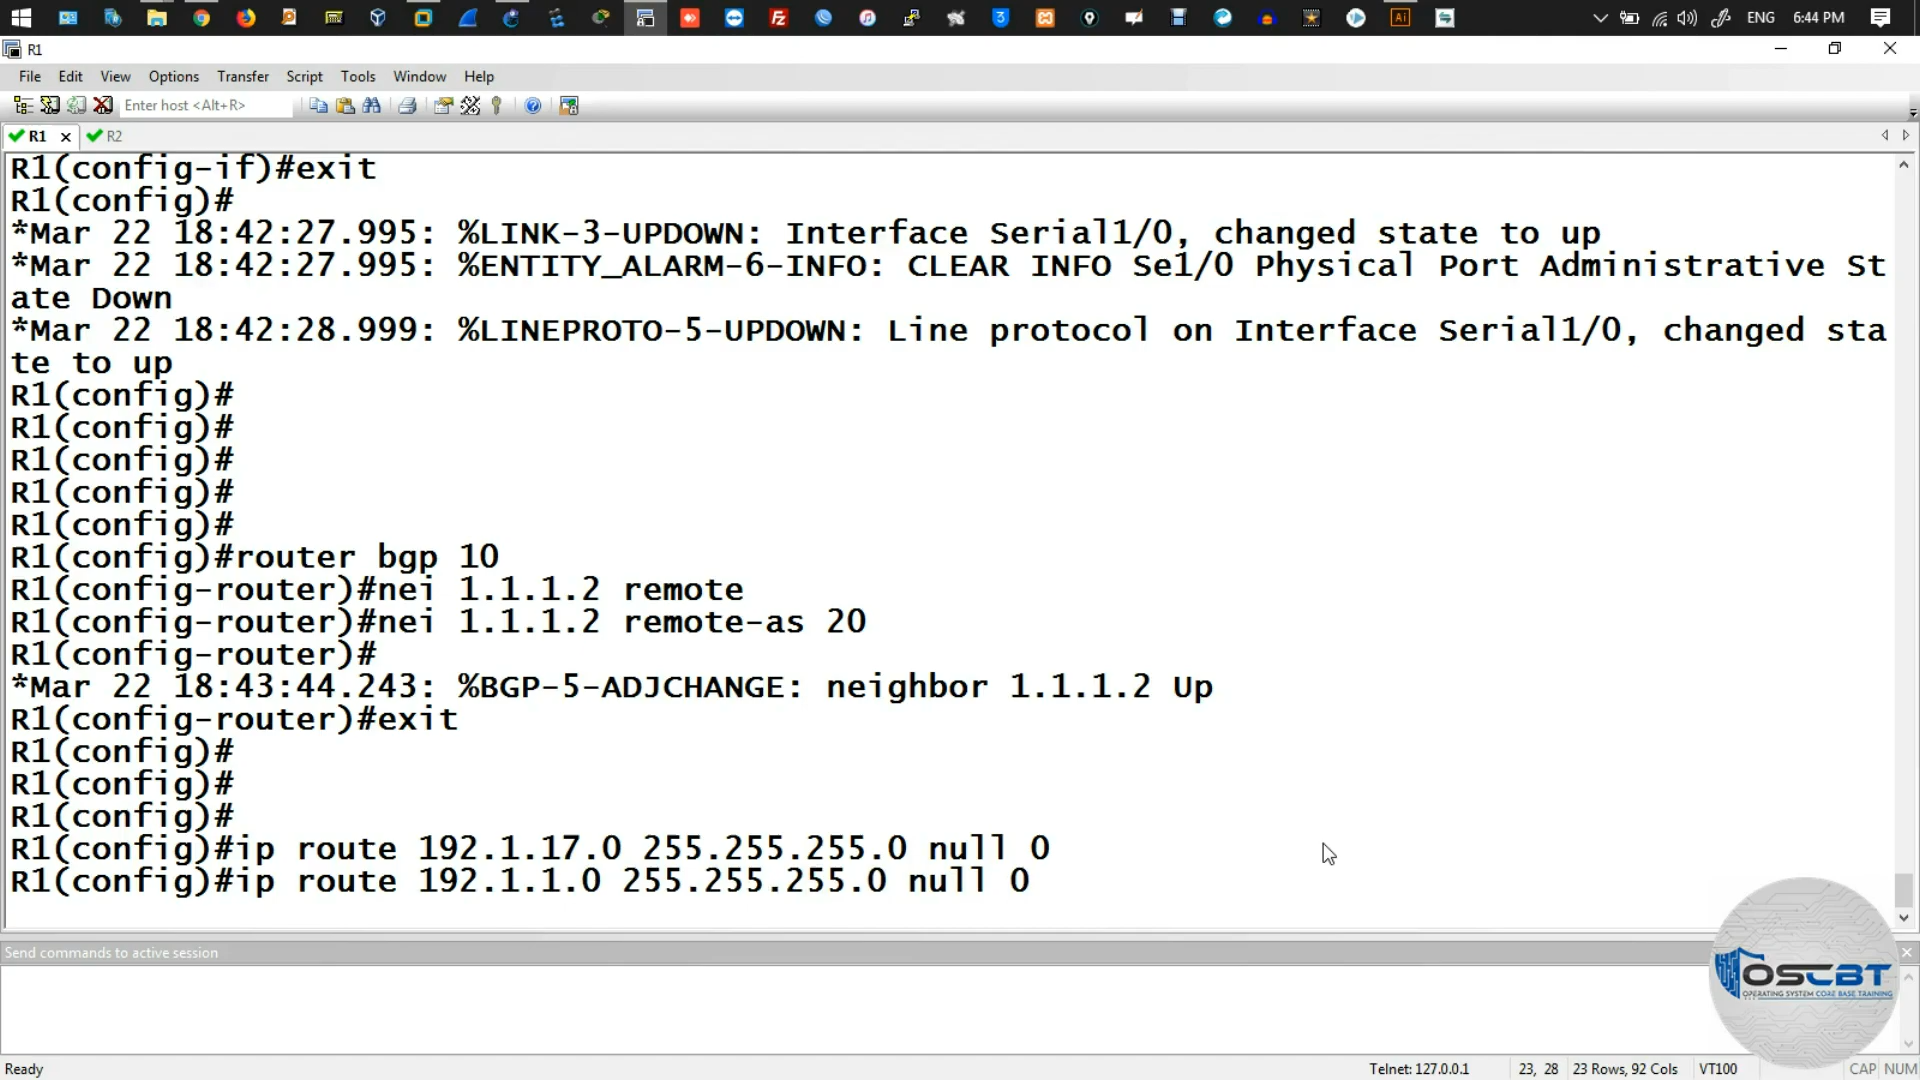 ENG 6:44 PM
R1
File Edit View Options Transfer Script Tools Window Help
Enter host <Alt+R>
R1 R2
R1(config-if)#exit
R1(config)#
*Mar 22 18:42:27.995: %LINK-3-UPDOWN: Interface Serial1/0, changed state to up
*Mar 22 18:42:27.995: %ENTITY_ALARM-6-INFO: CLEAR INFO Se1/0 Physical Port Administrative St
ate Down
*Mar 22 18:42:28.999: %LINEPROTO-5-UPDOWN: Line protocol on Interface Serial1/0, changed sta
te to up
R1(config)#
R1(config)#
R1(config)#
R1(config)#
R1(config)#
R1(config)#router bgp 10
R1(config-router)#nei 1.1.1.2 remote
R1(config-router)#nei 1.1.1.2 remote-as 20
R1(config-router)#
*Mar 22 18:43:44.243: %BGP-5-ADJCHANGE: neighbor 1.1.1.2 Up
R1(config-router)#exit
R1(config)#
R1(config)#
R1(config)#
R1(config)#ip route 192.1.17.0 255.255.255.0 null 0
R1(config)#ip route 192.1.1.0 255.255.255.0 null 0
Send commands to active session
OSCBT
OPERATING SYSTEM CORE BASE TRAINING
Ready Telnet: 127.0.0.1 23, 28 23 Rows, 92 Cols VT100 CAP NUM